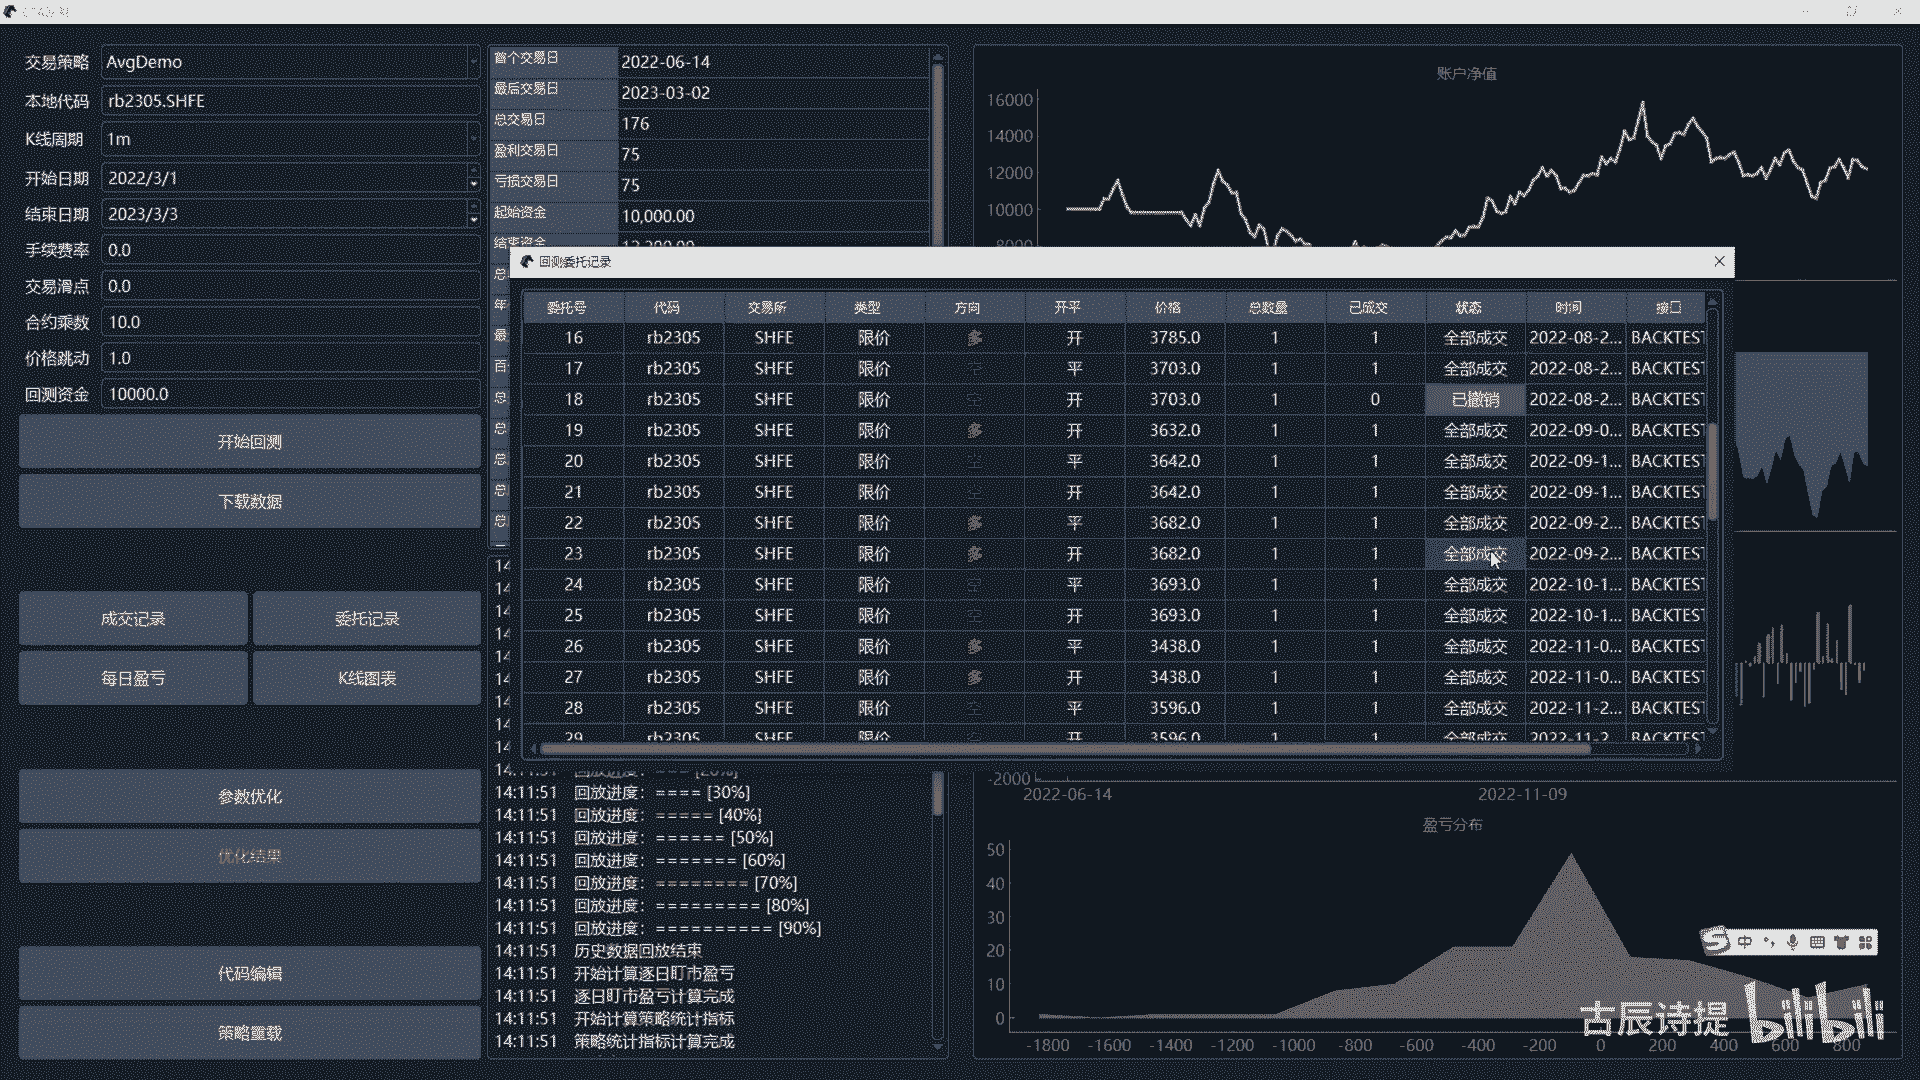 交易策略 AvgDemo
本地代码 rb2305.SHFE
K线周期 1m
开始日期 2022/3/1
结束日期 2023/3/3
手续费率 0.0
交易滑点 0.0
合约乘数 10.0
价格跳动 1.0
回测资金 10000.0
开始回测
下载数据
成交记录 委托记录
每日盈亏 K线图表
参数优化
优化结果
代码编辑
策略重载
首个交易日 2022-06-14
最后交易日 2023-03-02
总交易日 176
盈利交易日 75
亏损交易日 75
起始资金 10,000.00
结束资金
账户净值
16000
14000
12000
10000
8000
回测委托记录
委托号 代码 交易所 类型 方向 开平 价格 总数量 已成交 状态 时间 接口
16 rb2305 SHFE 限价 多 开 3785.0 1 1 全部成交 2022-08-2... BACKTEST
17 rb2305 SHFE 限价 空 平 3703.0 1 1 全部成交 2022-08-2... BACKTEST
18 rb2305 SHFE 限价 空 开 3703.0 1 0 已撤销 2022-08-2... BACKTEST
19 rb2305 SHFE 限价 多 开 3632.0 1 1 全部成交 2022-09-0... BACKTEST
20 rb2305 SHFE 限价 空 平 3642.0 1 1 全部成交 2022-09-1... BACKTEST
21 rb2305 SHFE 限价 空 开 3642.0 1 1 全部成交 2022-09-1... BACKTEST
22 rb2305 SHFE 限价 多 平 3682.0 1 1 全部成交 2022-09-2... BACKTEST
23 rb2305 SHFE 限价 多 开 3682.0 1 1 全部成交 2022-09-2... BACKTEST
24 rb2305 SHFE 限价 空 平 3693.0 1 1 全部成交 2022-10-1... BACKTEST
25 rb2305 SHFE 限价 空 开 3693.0 1 1 全部成交 2022-10-1... BACKTEST
26 rb2305 SHFE 限价 多 平 3438.0 1 1 全部成交 2022-11-0... BACKTEST
27 rb2305 SHFE 限价 多 开 3438.0 1 1 全部成交 2022-11-0... BACKTEST
28 rb2305 SHFE 限价 空 平 3596.0 1 1 全部成交 2022-11-2... BACKTEST
29 rb2305 SHFE 限价 开 3596.0 1 1 全部成交 2022-11-2... BACKTEST
14:11:51 回放进度：==== [30%]
14:11:51 回放进度：===== [40%]
14:11:51 回放进度：====== [50%]
14:11:51 回放进度：======= [60%]
14:11:51 回放进度：======== [70%]
14:11:51 回放进度：========= [80%]
14:11:51 回放进度：========== [90%]
14:11:51 历史数据回放结束
14:11:51 开始计算逐日盯市盈亏
14:11:51 逐日盯市盈亏计算完成
14:11:51 开始计算策略统计指标
14:11:51 策略统计指标计算完成
-2000
2022-06-14 2022-11-09
盈亏分布
50
40
30
20
10
0
-1800 -1600 -1400 -1200 -1000 -800 -600 -400 -200 0 200 400 600 800
中
古辰诗提 bilibili